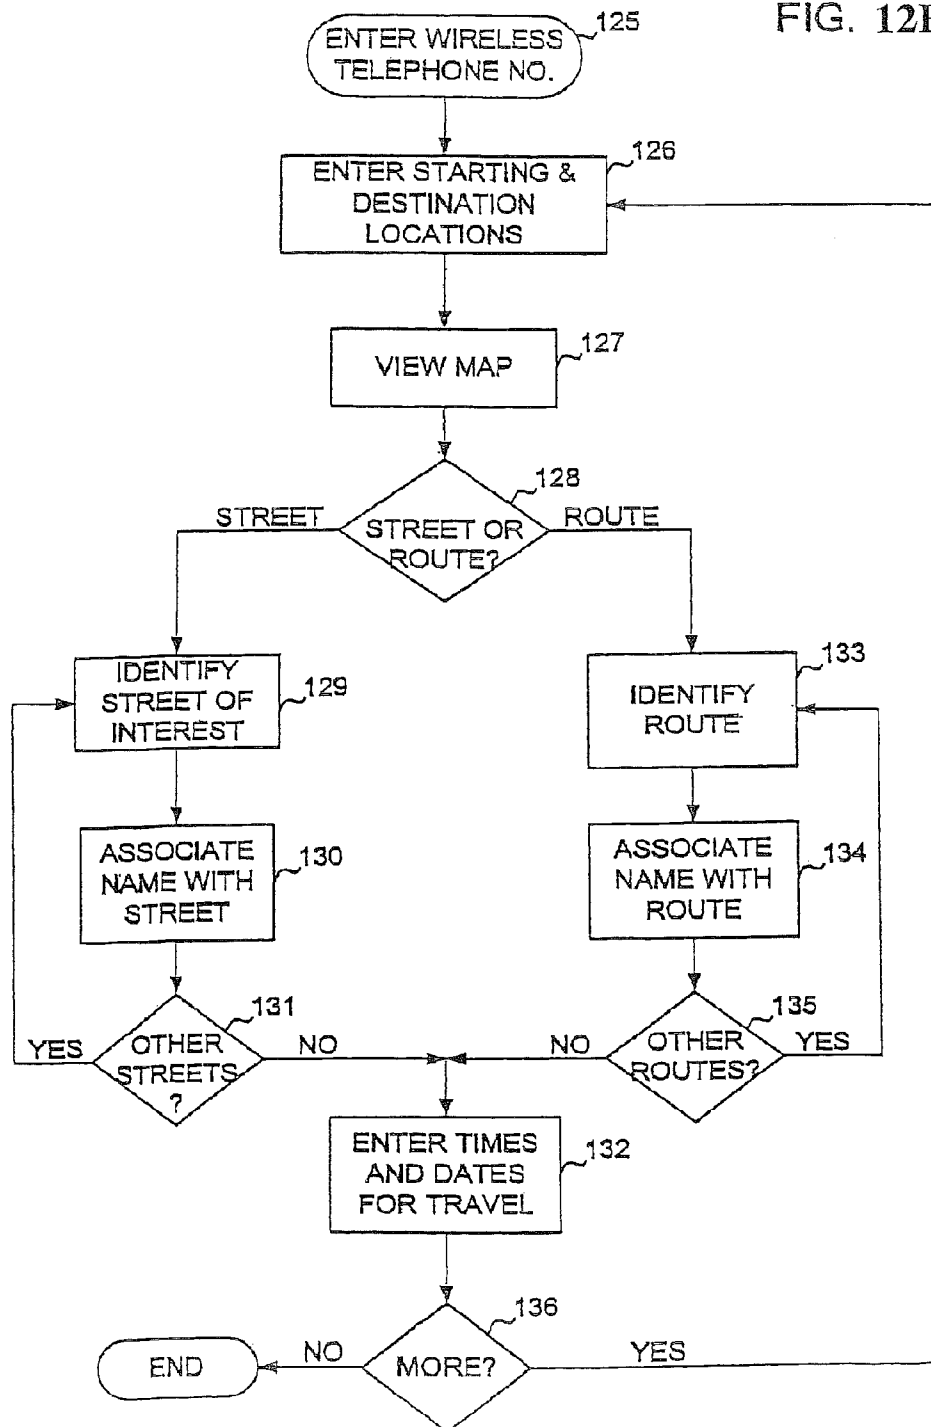 FIG. 12B
ENTER WIRELESS
TELEPHONE NO.
125
ENTER STARTING &
DESTINATION
LOCATIONS
126
VIEW MAP
127
STREET OR
ROUTE?
128
STREET
ROUTE
IDENTIFY
STREET OF
INTEREST
129
IDENTIFY
ROUTE
133
ASSOCIATE
NAME WITH
STREET
130
ASSOCIATE
NAME WITH
ROUTE
134
OTHER
STREETS
?
131
YES
NO
OTHER
ROUTES?
135
NO
YES
ENTER TIMES
AND DATES
FOR TRAVEL
132
MORE?
136
NO
YES
END